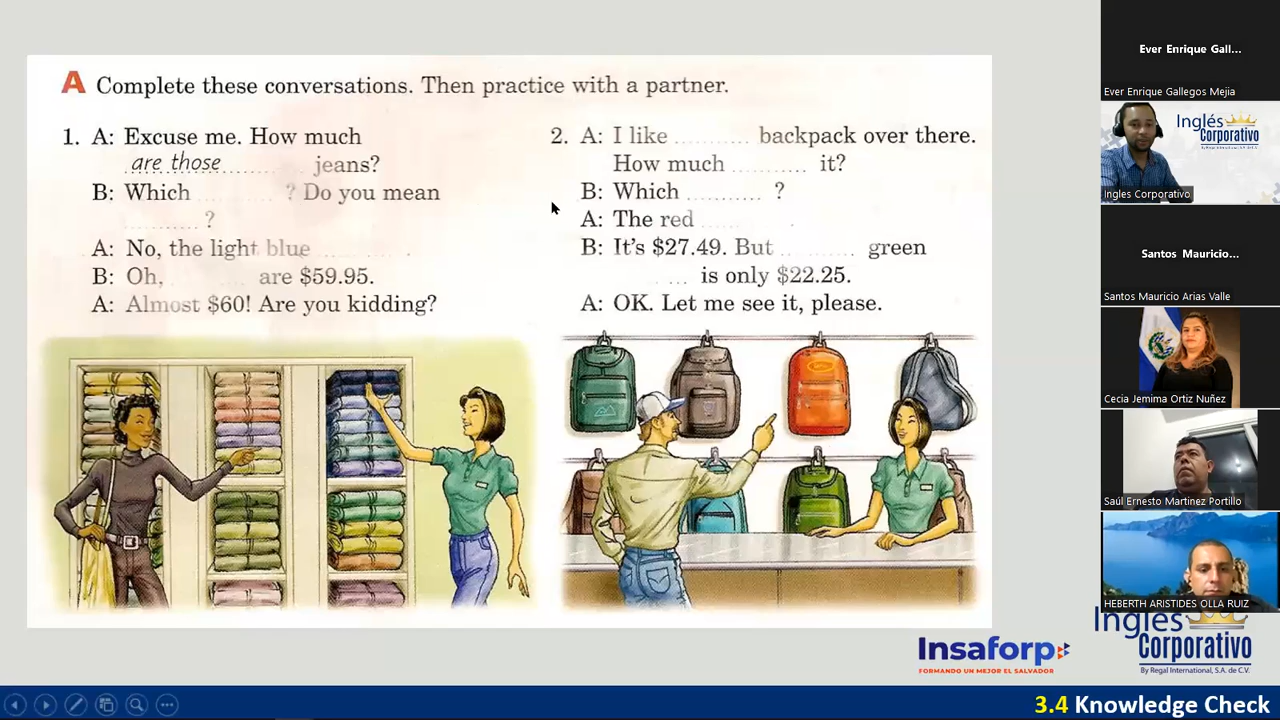 A Complete these conversations. Then practice with a partner.
1. A: Excuse me. How much
are those jeans?
B: Which ........... ? Do you mean
........... ?
A: No, the light blue ........... .
B: Oh, ........... are $59.95.
A: Almost $60! Are you kidding?
2. A: I like ........... backpack over there.
How much ........... it?
B: Which ........... ?
A: The red ........... .
B: It's $27.49. But ........... green
........... is only $22.25.
A: OK. Let me see it, please.
Ever Enrique Gall...
Ever Enrique Gallegos Mejia
Inglés
Corporativo
By Regal International, S.A. de C.V.
Ingles Corporativo
Santos Mauricio...
Santos Mauricio Arias Valle
Cecia Jemima Ortiz Nuñez
Saúl Ernesto Martinez Portillo
HEBERTH ARISTIDES OLLA RUIZ
Insaforp
FORMANDO UN MEJOR EL SALVADOR
Inglés
Corporativo
By Regal International, S.A. de C.V.
3.4 Knowledge Check